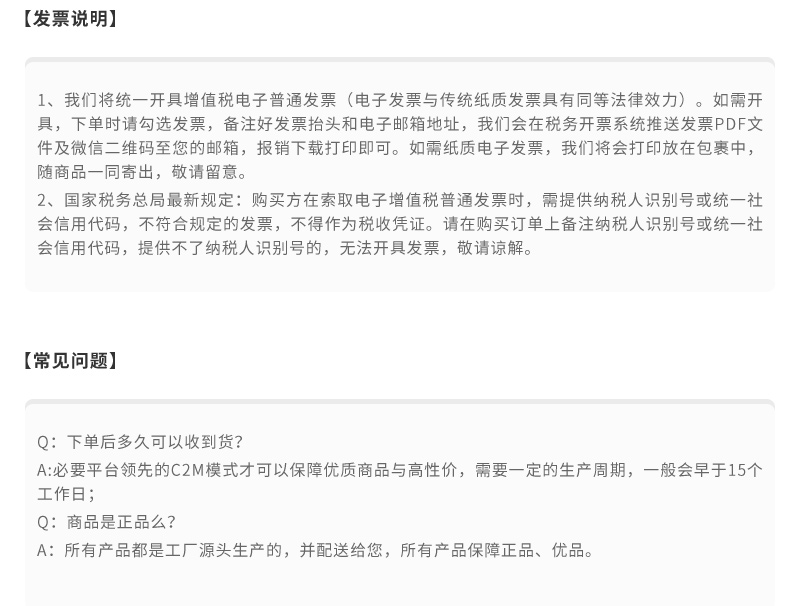 【发票说明】
1、我们将统一开具增值税电子普通发票（电子发票与传统纸质发票具有同等法律效力）。如需开
具，下单时请勾选发票，备注好发票抬头和电子邮箱地址，我们会在税务开票系统推送发票PDF文
件及微信二维码至您的邮箱，报销下载打印即可。如需纸质电子发票，我们将会打印放在包裹中，
随商品一同寄出，敬请留意。
2、国家税务总局最新规定：购买方在索取电子增值税普通发票时，需提供纳税人识别号或统一社
会信用代码，不符合规定的发票，不得作为税收凭证。请在购买订单上备注纳税人识别号或统一社
会信用代码，提供不了纳税人识别号的，无法开具发票，敬请谅解。
【常见问题】
Q：下单后多久可以收到货？
A:必要平台领先的C2M模式才可以保障优质商品与高性价，需要一定的生产周期，一般会早于15个
工作日；
Q：商品是正品么？
A：所有产品都是工厂源头生产的，并配送给您，所有产品保障正品、优品。